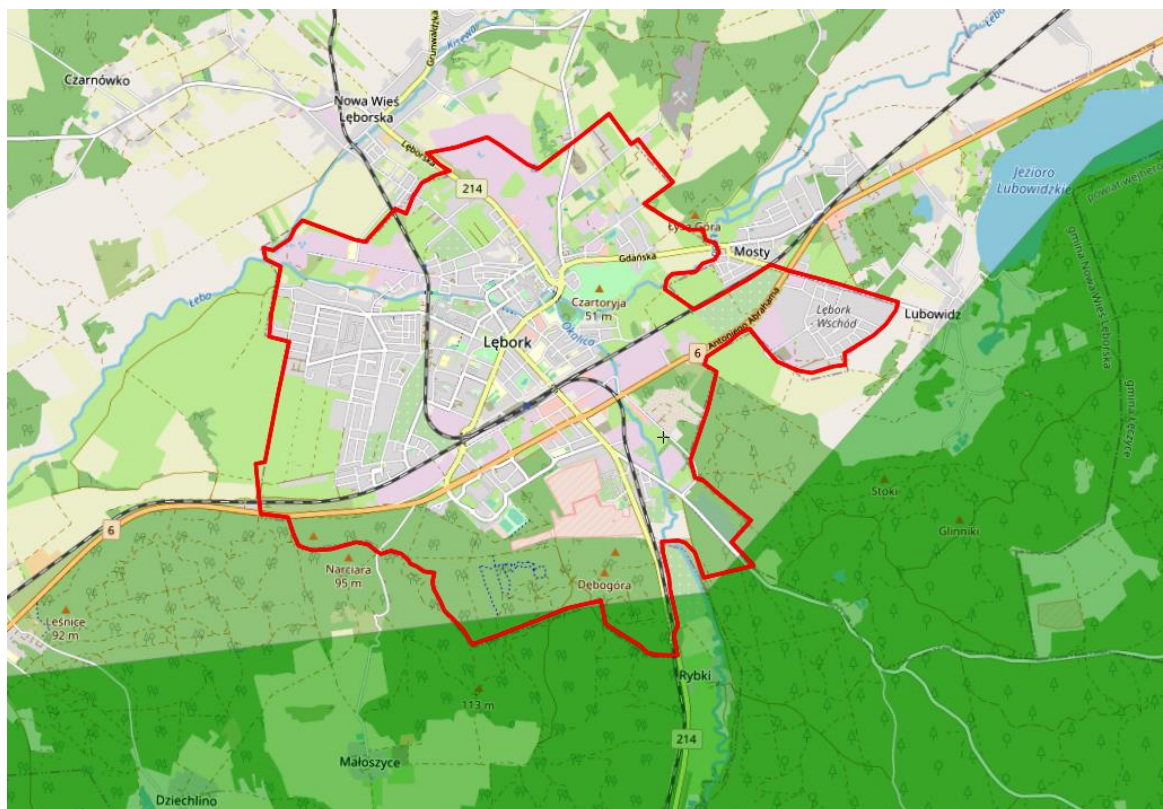 Czarnówko
Nowa Wieś
Lęborska
Grunwaldzka
Kisewa
Lęborska
214
Łeba
Gdańska
Łysa Góra
Mosty
Jezioro
Lubowidzkie
powiat wejhero
gmina Nowa Wieś Lęborska
gmina Łęczyce
Czartoryja
51 m
Okalica
Lębork
Lębork
- Wschód
Lubowidz
Antoniego Abrahama
6
6
Stoki
Glinniki
Narciara
95 m
Dębogóra
Leśnice
92 m
Rybki
113 m
214
Małoszyce
Dziechlino